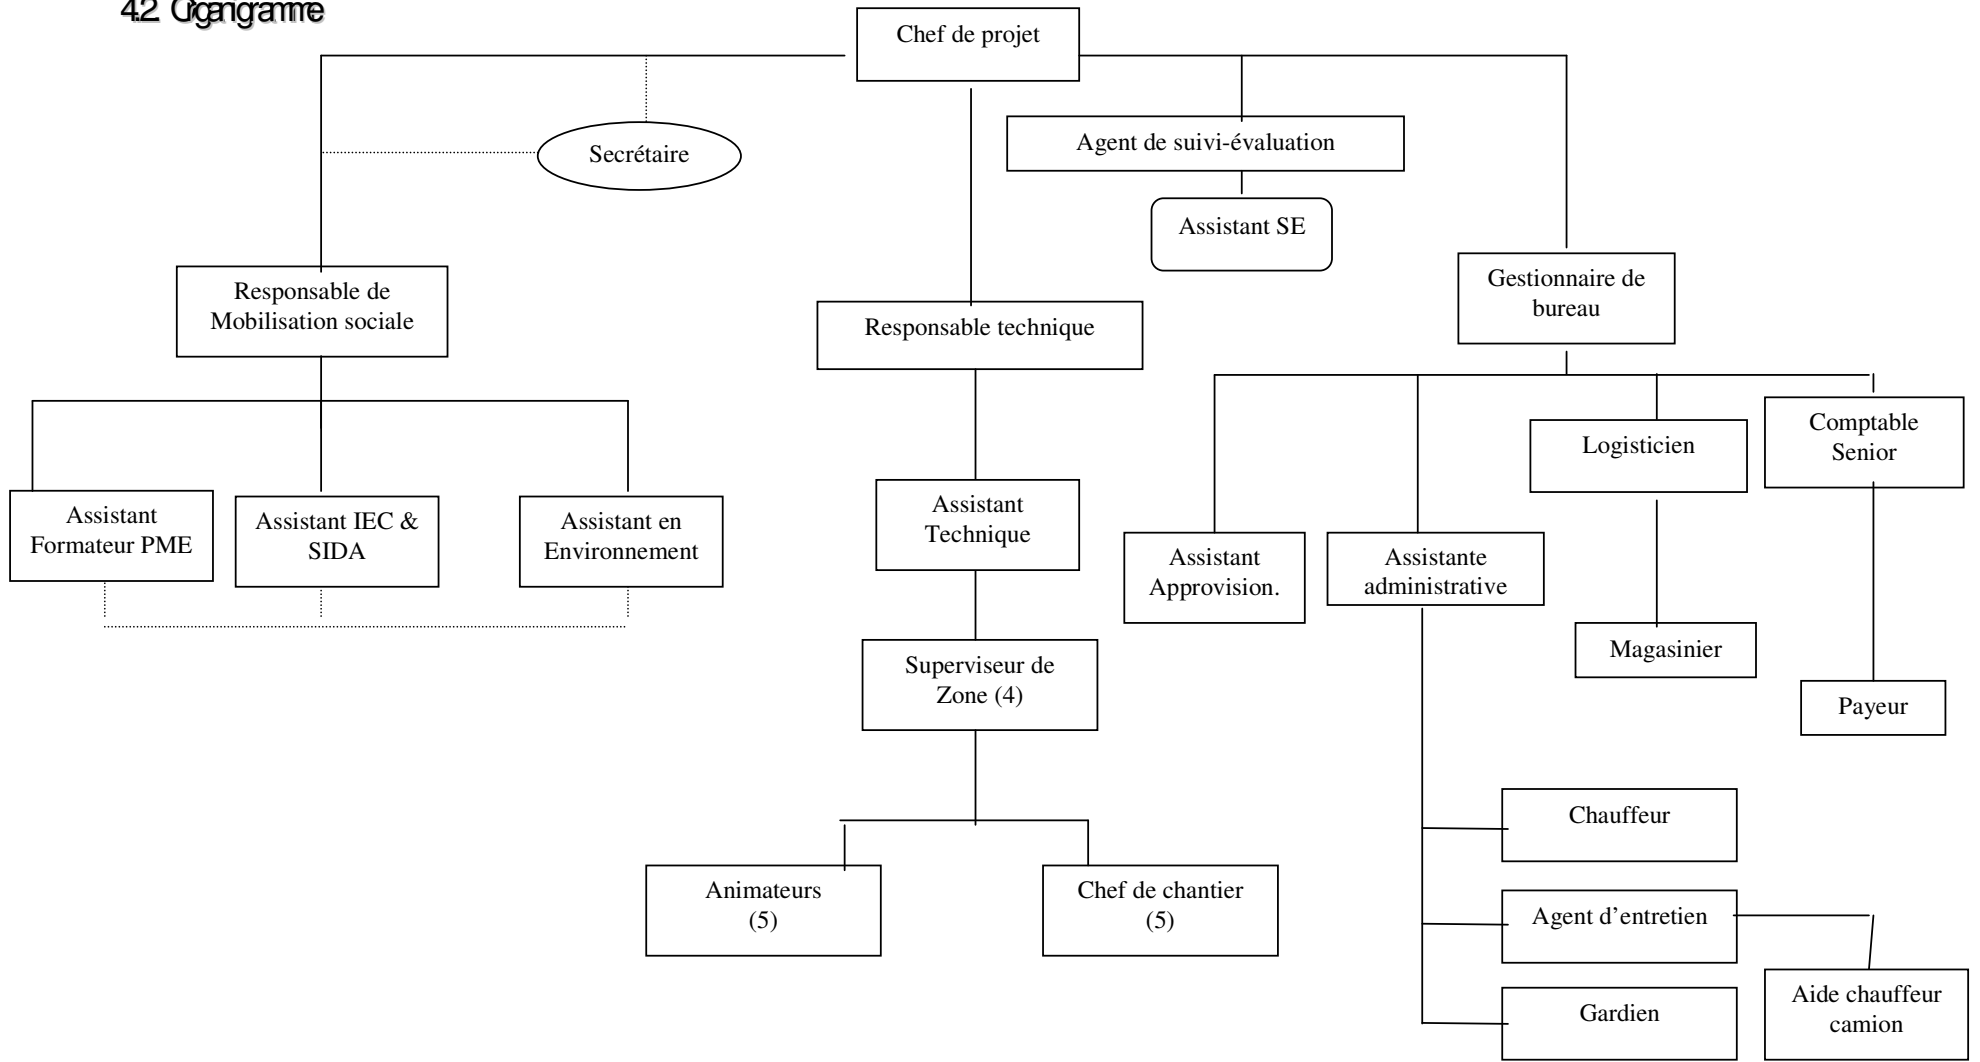 4.2. Organigramme
Chef de projet
Secrétaire
Agent de suivi-évaluation
Assistant SE
Responsable de
Mobilisation sociale
Responsable technique
Gestionnaire de
bureau
Assistant
Formateur PME
Assistant IEC &
SIDA
Assistant en
Environnement
Assistant
Technique
Assistant
Approvision.
Assistante
administrative
Logisticien
Comptable
Senior
Magasinier
Payeur
Superviseur de
Zone (4)
Animateurs
(5)
Chef de chantier
(5)
Chauffeur
Agent d’entretien
Gardien
Aide chauffeur
camion